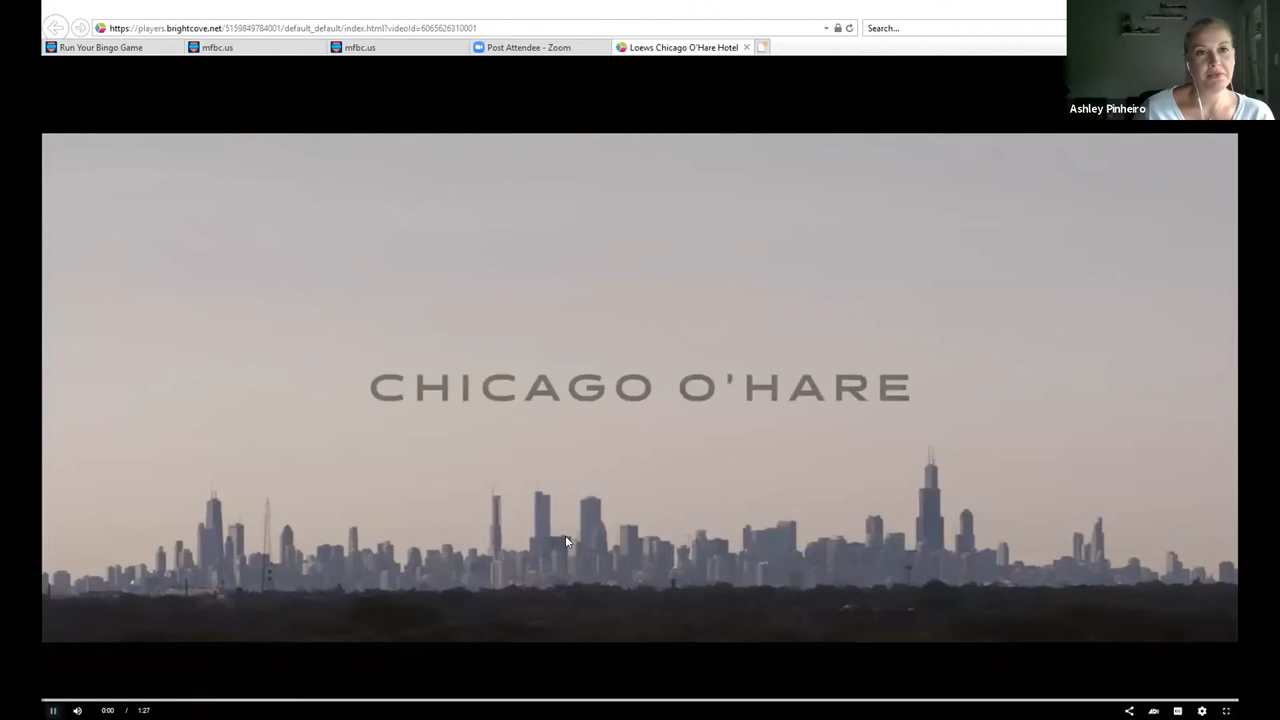 https://players.brightcove.net/5159849784001/default_default/index.html?videoId=6065626310001
Search...
Run Your Bingo Game
mfbc.us
mfbc.us
Post Attendee - Zoom
Loews Chicago O'Hare Hotel
Ashley Pinheiro
CHICAGO O'HARE
0:00 / 1:27